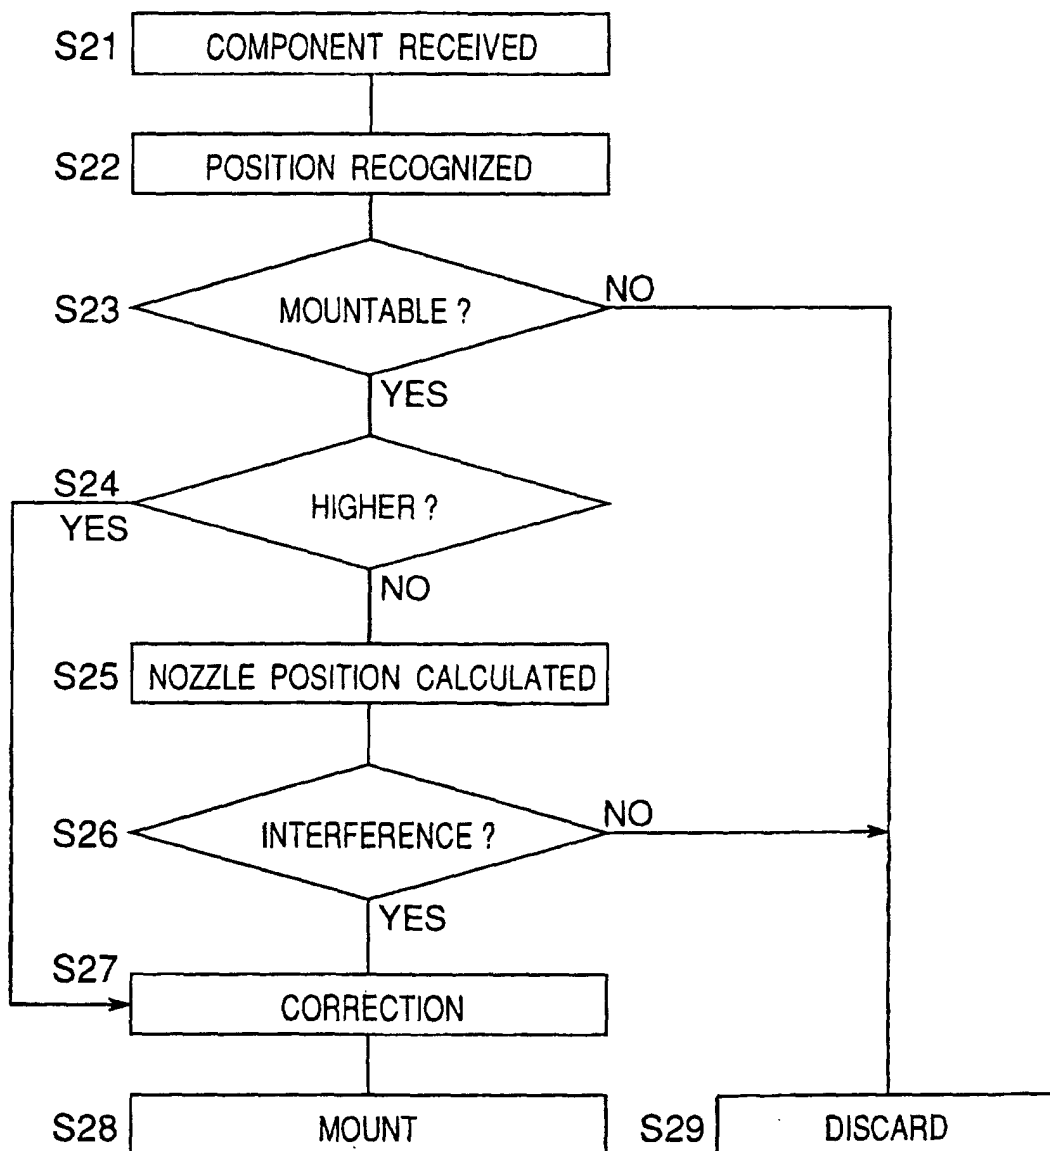 S21 COMPONENT RECEIVED
S22 POSITION RECOGNIZED
S23 MOUNTABLE ? NO
YES
S24 HIGHER ?
YES
NO
S25 NOZZLE POSITION CALCULATED
S26 INTERFERENCE ? NO
YES
S27 CORRECTION
S28 MOUNT S29 DISCARD